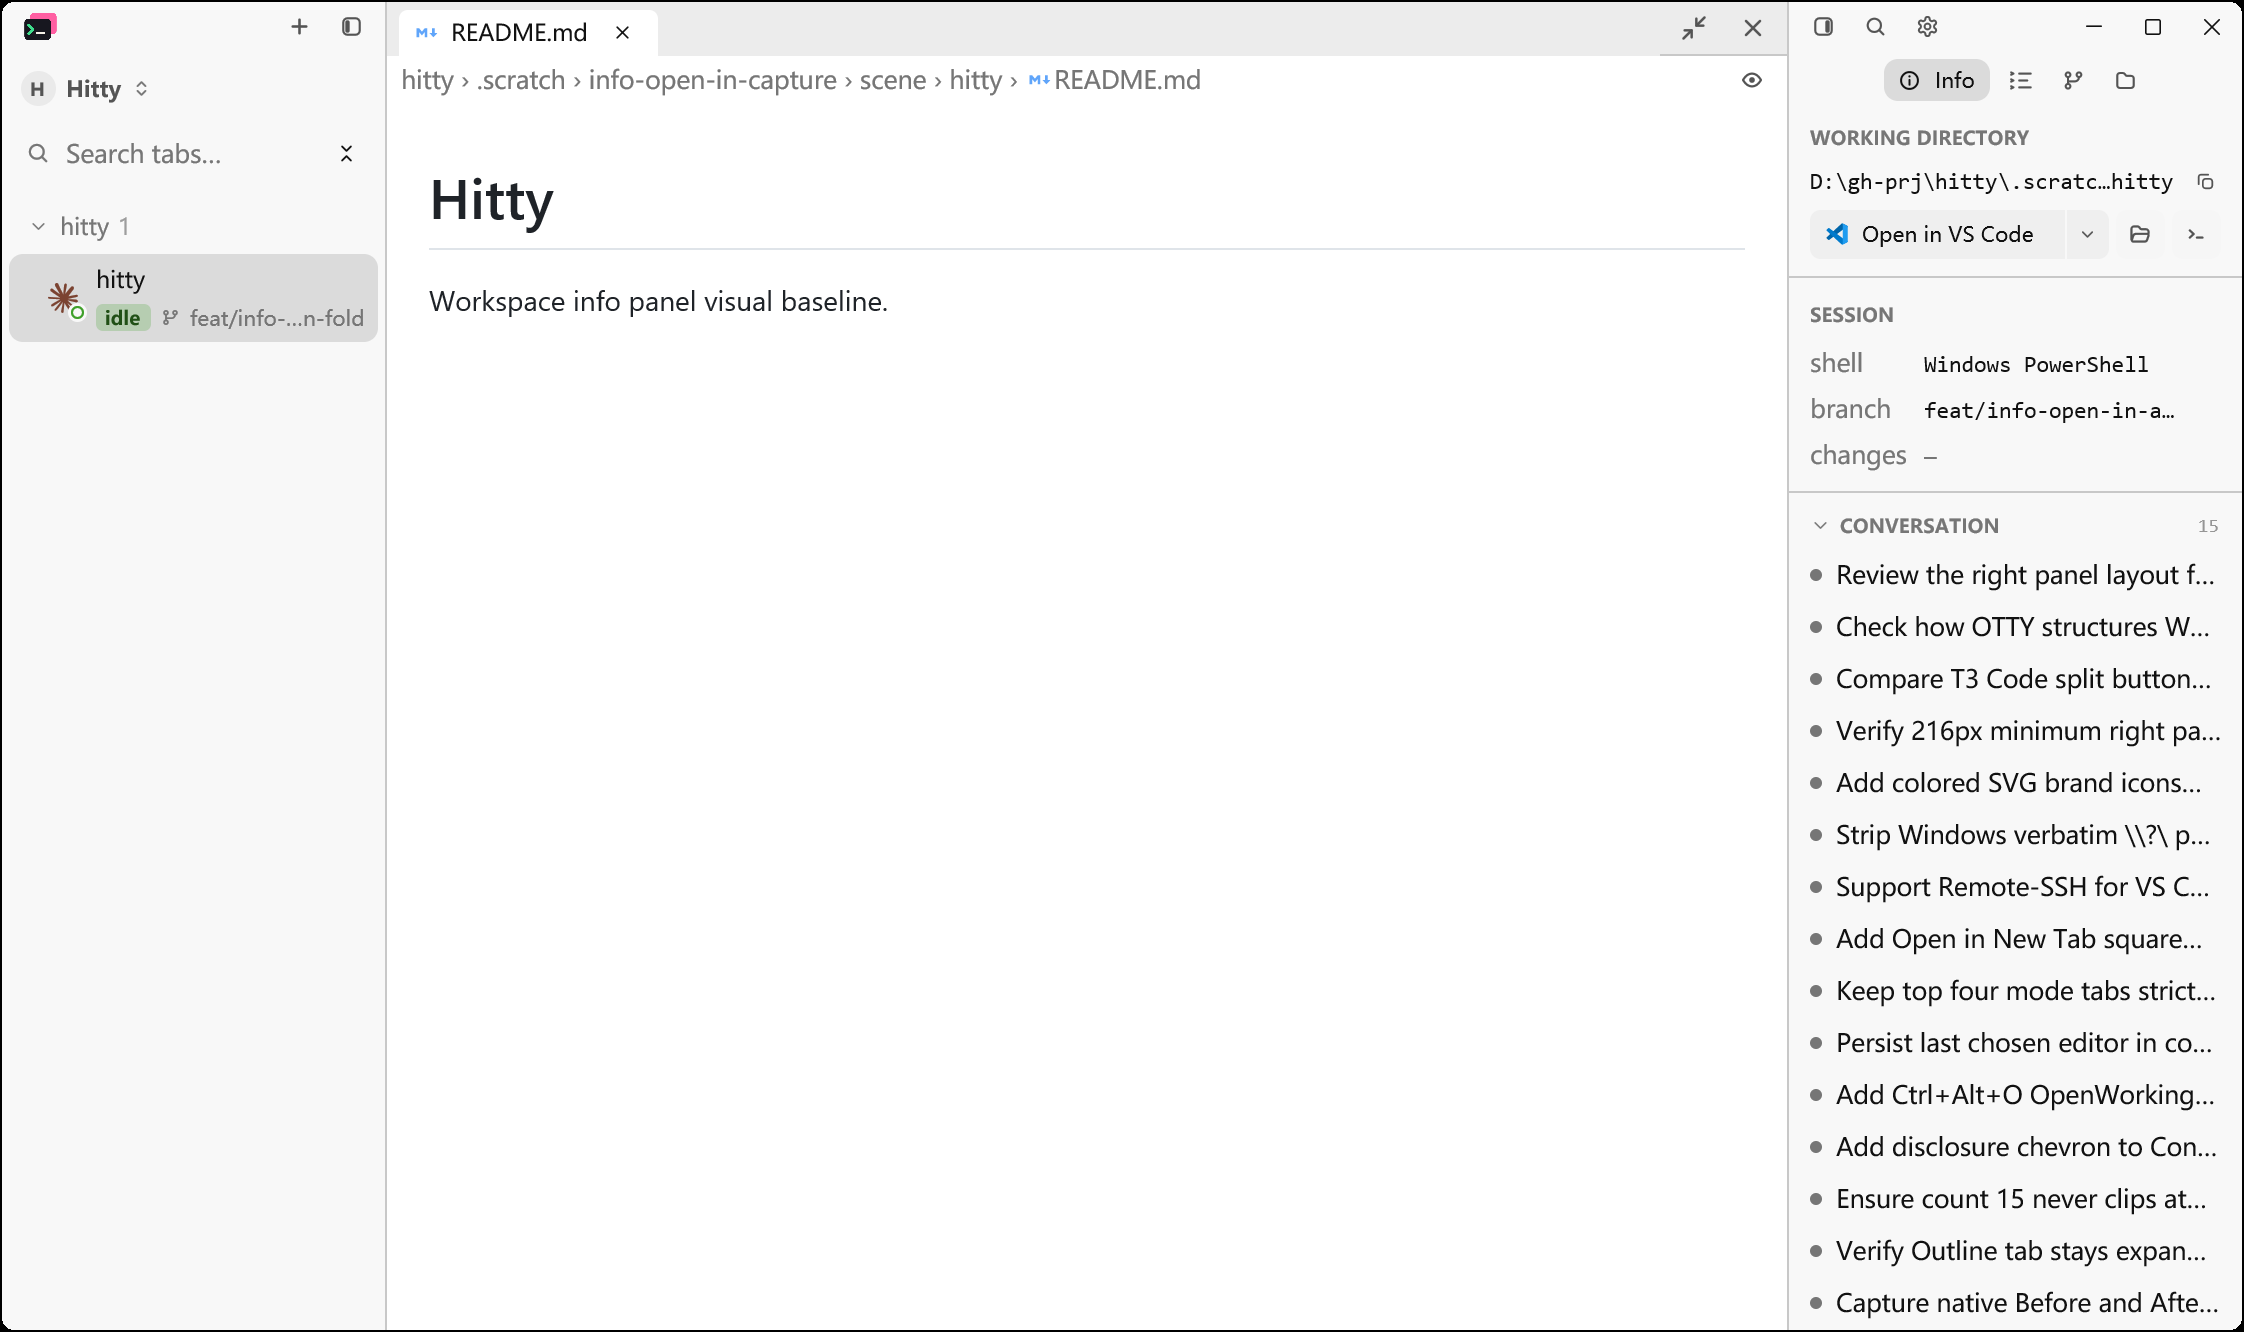 H Hitty
Search tabs...
hitty 1
hitty
idle feat/info-...n-fold
README.md
hitty › .scratch › info-open-in-capture › scene › hitty › M↓ README.md
Hitty
Workspace info panel visual baseline.
Info
WORKING DIRECTORY
D:\gh-prj\hitty\.scratc…hitty
Open in VS Code
SESSION
shell Windows PowerShell
branch feat/info-open-in-a…
changes –
CONVERSATION 15
Review the right panel layout f...
Check how OTTY structures W...
Compare T3 Code split button...
Verify 216px minimum right pa...
Add colored SVG brand icons...
Strip Windows verbatim \\?\ p...
Support Remote-SSH for VS C...
Add Open in New Tab square...
Keep top four mode tabs strict...
Persist last chosen editor in co...
Add Ctrl+Alt+O OpenWorking...
Add disclosure chevron to Con...
Ensure count 15 never clips at...
Verify Outline tab stays expan...
Capture native Before and Afte...